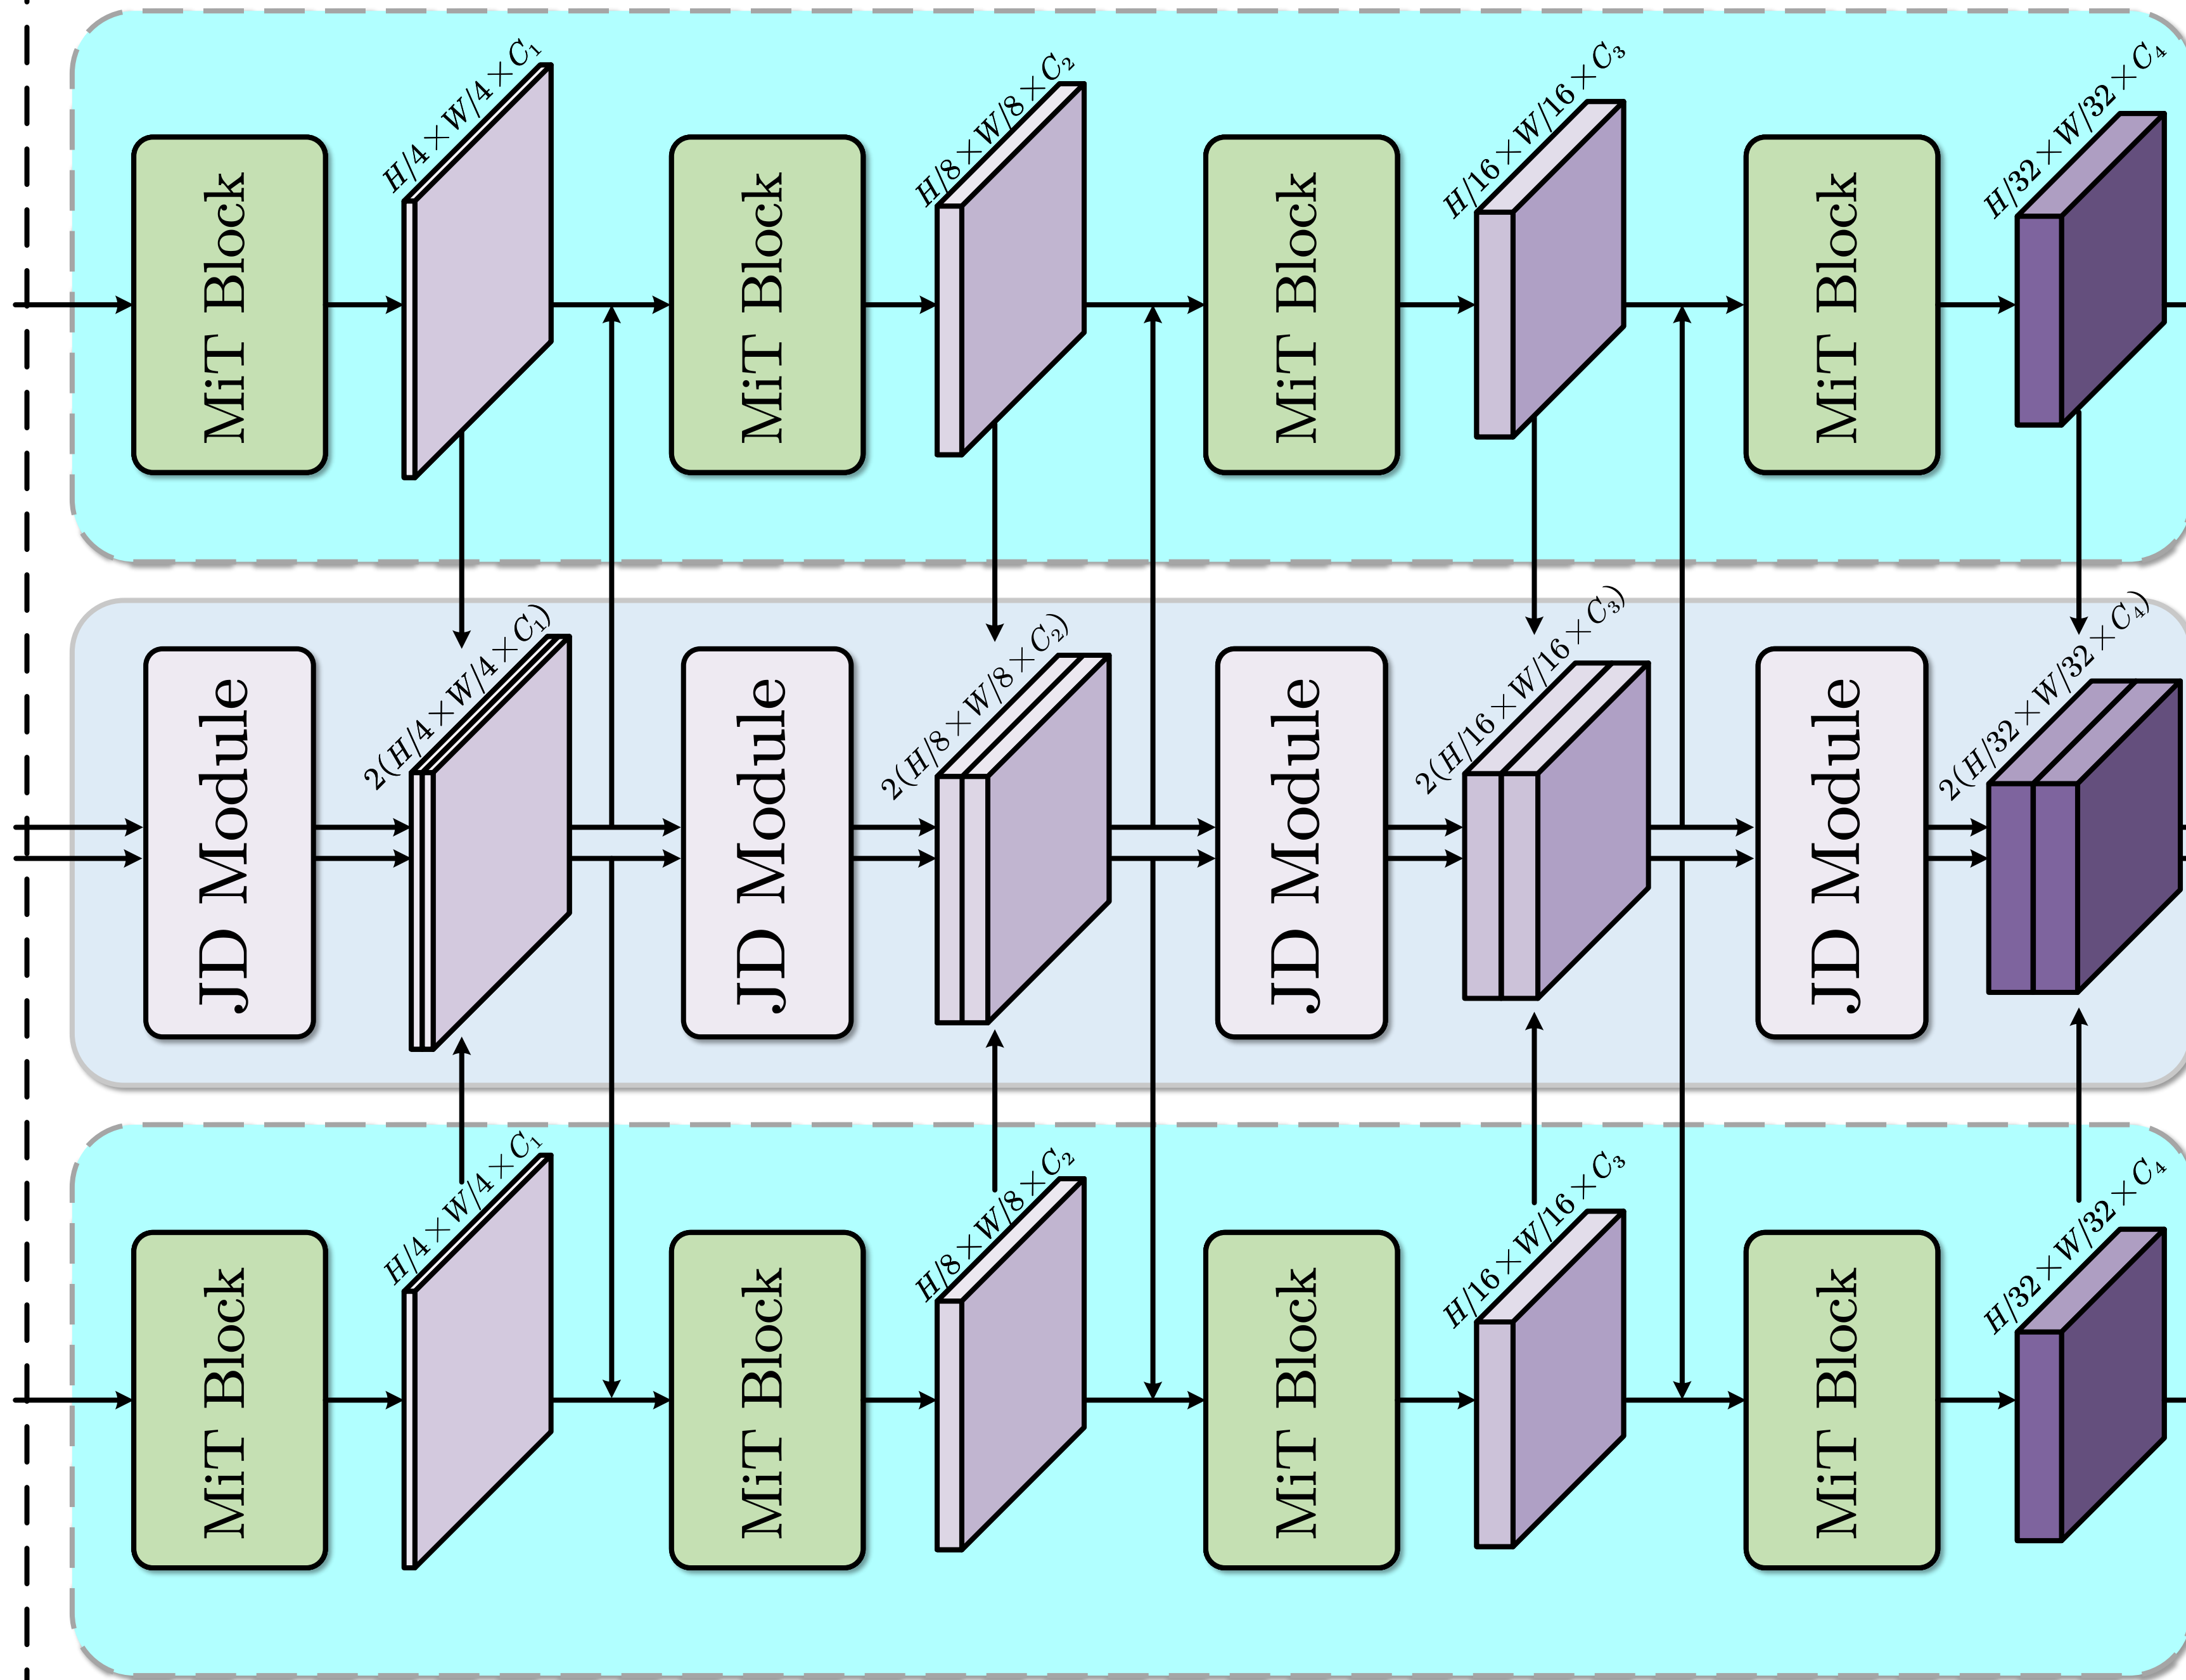 H/4×W/4×C₁
H/8×W/8×C₂
H/16×W/16×C₃
H/32×W/32×C₄
MiT Block
MiT Block
MiT Block
MiT Block
2(H/4×W/4×C₁)
2(H/8×W/8×C₂)
2(H/16×W/16×C₃)
2(H/32×W/32×C₄)
JD Module
JD Module
JD Module
JD Module
H/4×W/4×C₁
H/8×W/8×C₂
H/16×W/16×C₃
H/32×W/32×C₄
MiT Block
MiT Block
MiT Block
MiT Block